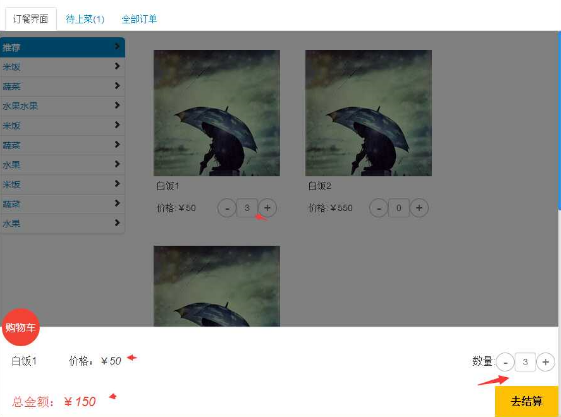 订餐界面 待上菜(1) 全部订单
推荐
米饭
蔬菜
水果水果
米饭
蔬菜
水果
米饭
蔬菜
水果
白饭1
价格:￥50 - 3 +
白饭2
价格:￥550 - 0 +
购物车
白饭1 价格：￥50 数量: - 3 +
总金额：￥150 去结算